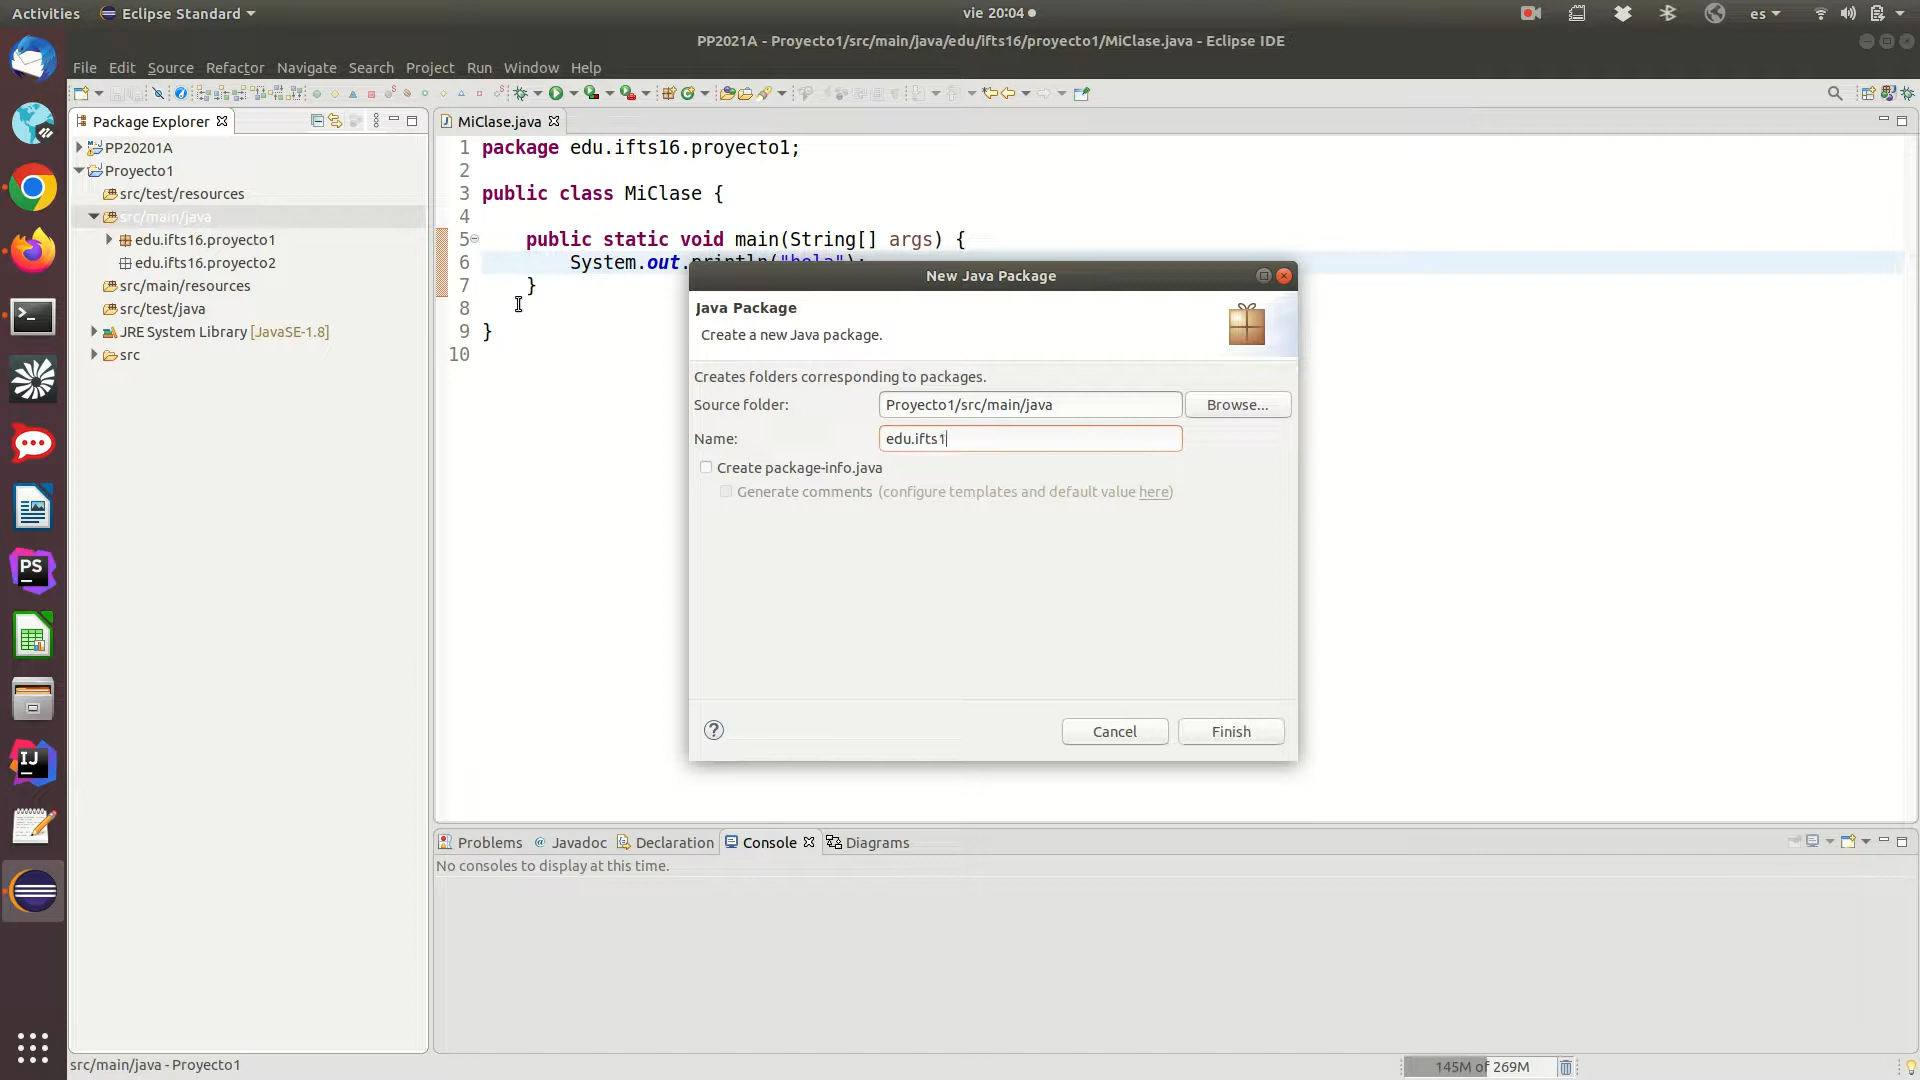 Activities
Eclipse Standard
vie 20:04
es
PP2021A - Proyecto1/src/main/java/edu/ifts16/proyecto1/MiClase.java - Eclipse IDE
File Edit Source Refactor Navigate Search Project Run Window Help
Package Explorer
PP20201A
Proyecto1
src/test/resources
src/main/java
edu.ifts16.proyecto1
edu.ifts16.proyecto2
src/main/resources
src/test/java
JRE System Library [JavaSE-1.8]
src
MiClase.java
1 package edu.ifts16.proyecto1;
2
3 public class MiClase {
4
5 public static void main(String[] args) {
6 System.out.println("hola");
7 }
8
9 }
10
New Java Package
Java Package
Create a new Java package.
Creates folders corresponding to packages.
Source folder: Proyecto1/src/main/java Browse...
Name: edu.ifts1
Create package-info.java
Generate comments (configure templates and default value here)
?
Cancel Finish
Problems @ Javadoc Declaration Console Diagrams
No consoles to display at this time.
PS
IJ
src/main/java - Proyecto1
145M of 269M